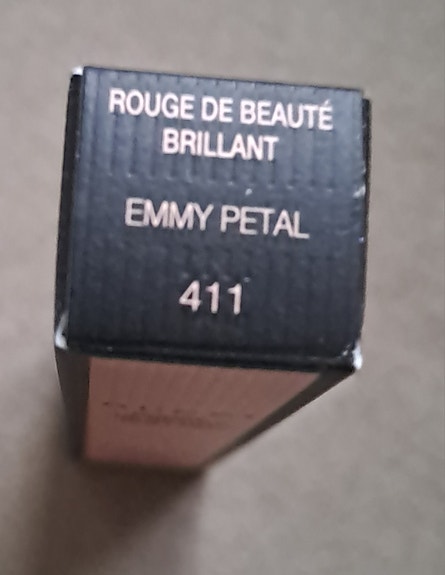 ROUGE DE BEAUTÉ
BRILLANT
EMMY PETAL
411